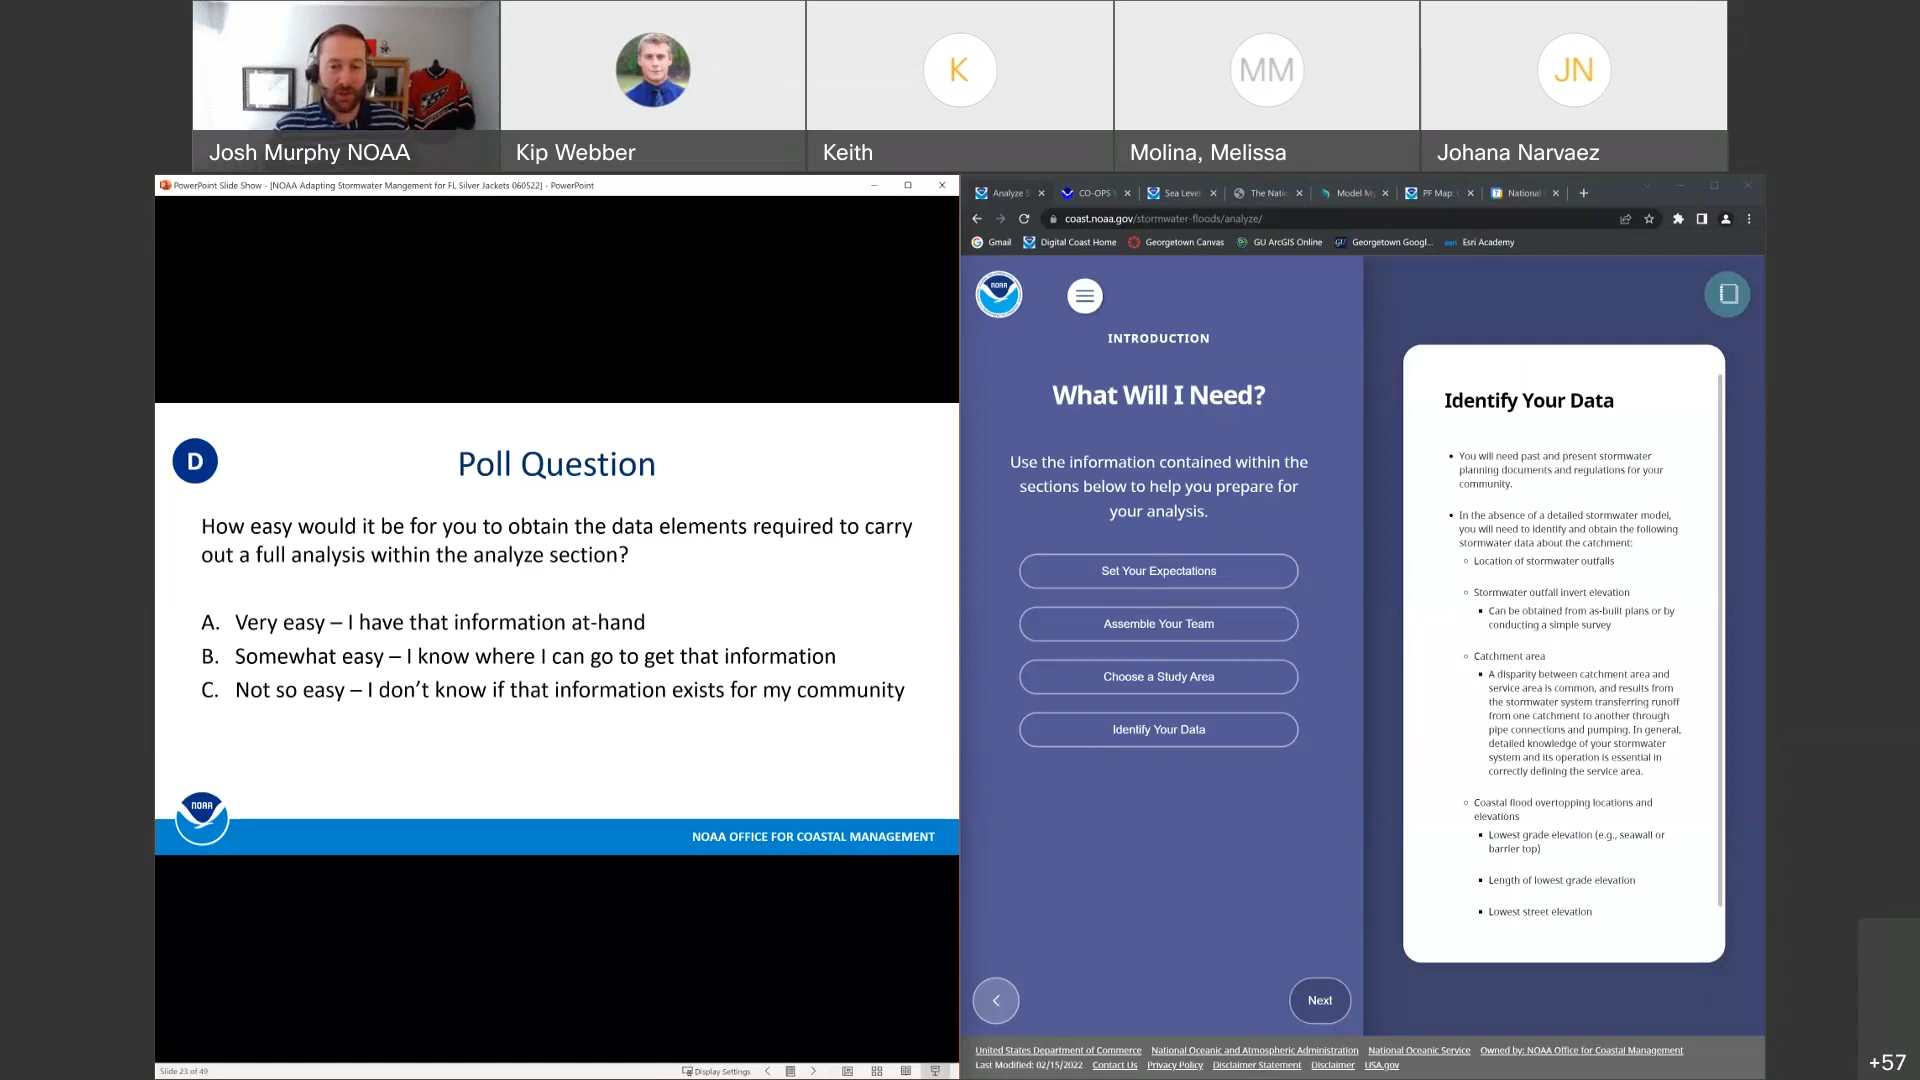 K
MM
JN
Josh Murphy NOAA
Kip Webber
Keith
Molina, Melissa
Johana Narvaez
PowerPoint Slide Show - [NOAA Adapting Stormwater Mangement for FL Silver Jackets 060522] - PowerPoint
D
Poll Question
How easy would it be for you to obtain the data elements required to carry
out a full analysis within the analyze section?
A. Very easy – I have that information at-hand
B. Somewhat easy – I know where I can go to get that information
C. Not so easy – I don't know if that information exists for my community
NOAA
NOAA OFFICE FOR COASTAL MANAGEMENT
Slide 23 of 49
Display Settings
Analyze S
CO-OPS
Sea Level
The Natio
Model My
PF Map:
National
coast.noaa.gov/stormwater-floods/analyze/
Gmail
Digital Coast Home
Georgetown Canvas
GU ArcGIS Online
Georgetown Googl...
esri
Esri Academy
NOAA
INTRODUCTION
What Will I Need?
Use the information contained within the
sections below to help you prepare for
your analysis.
Set Your Expectations
Assemble Your Team
Choose a Study Area
Identify Your Data
Next
Identify Your Data
• You will need past and present stormwater
planning documents and regulations for your
community.
• In the absence of a detailed stormwater model,
you will need to identify and obtain the following
stormwater data about the catchment:
Location of stormwater outfalls
Stormwater outfall invert elevation
Can be obtained from as-built plans or by
conducting a simple survey
Catchment area
A disparity between catchment area and
service area is common, and results from
the stormwater system transferring runoff
from one catchment to another through
pipe connections and pumping. In general,
detailed knowledge of your stormwater
system and its operation is essential in
correctly defining the service area.
Coastal flood overtopping locations and
elevations
Lowest grade elevation (e.g., seawall or
barrier top)
Length of lowest grade elevation
Lowest street elevation
United States Department of Commerce National Oceanic and Atmospheric Administration National Oceanic Service Owned by: NOAA Office for Coastal Management
Last Modified: 02/15/2022 Contact Us Privacy Policy Disclaimer Statement Disclaimer USA.gov
+57